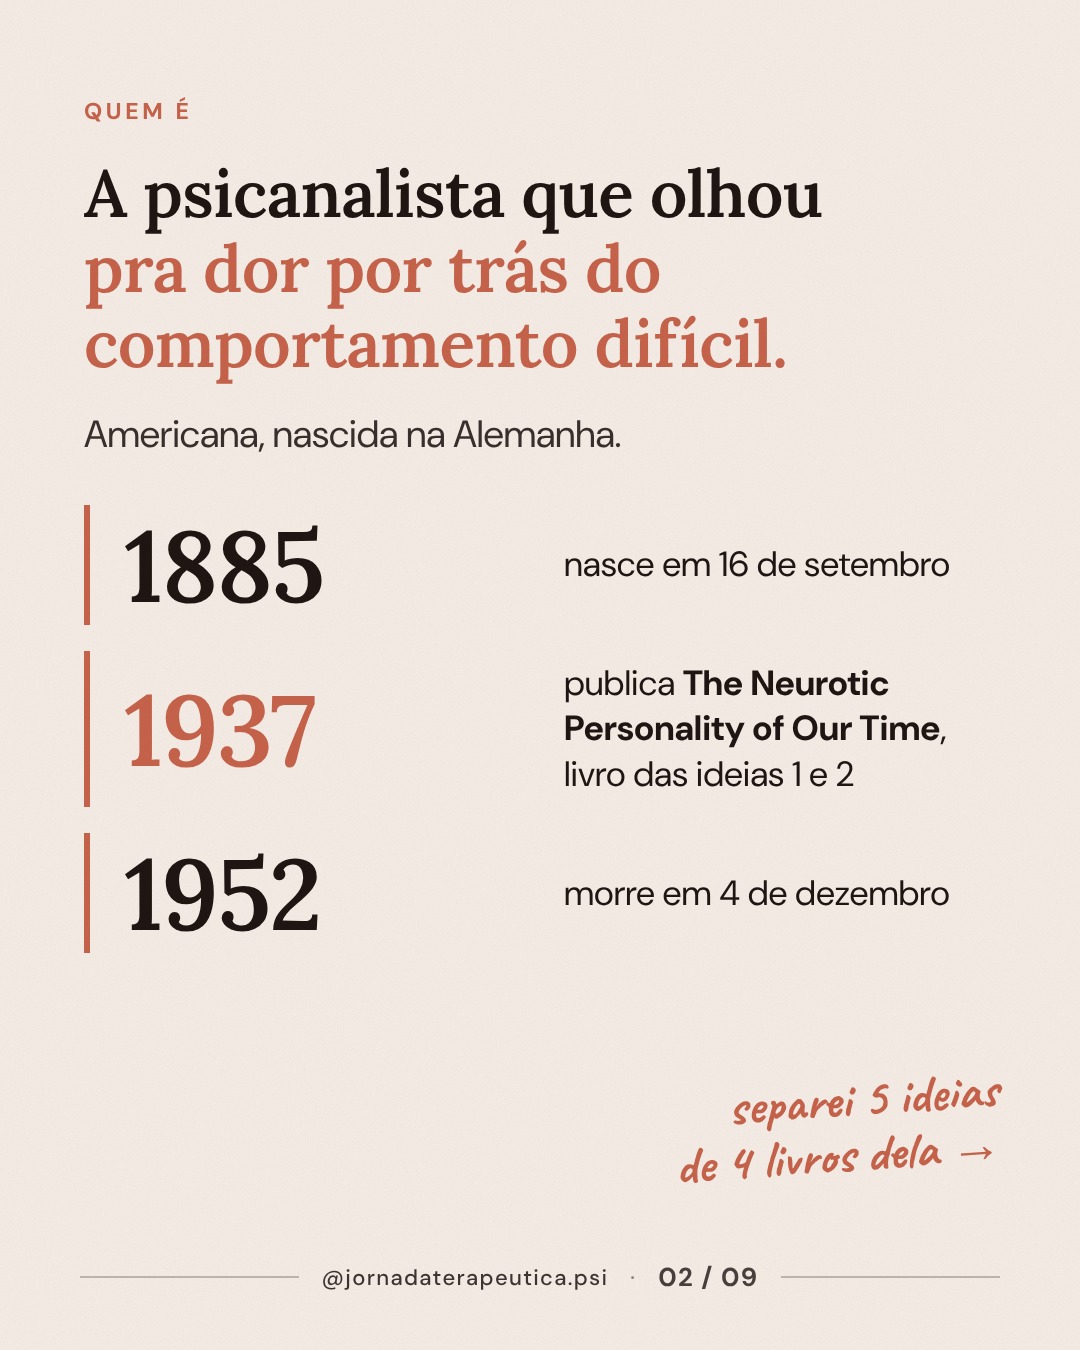 QUEM É
A psicanalista que olhou
pra dor por trás do
comportamento difícil.
Americana, nascida na Alemanha.
1885
nasce em 16 de setembro
1937
publica The Neurotic
Personality of Our Time,
livro das ideias 1 e 2
1952
morre em 4 de dezembro
separei 5 ideias
de 4 livros dela →
@jornadaterapeutica.psi · 02 / 09